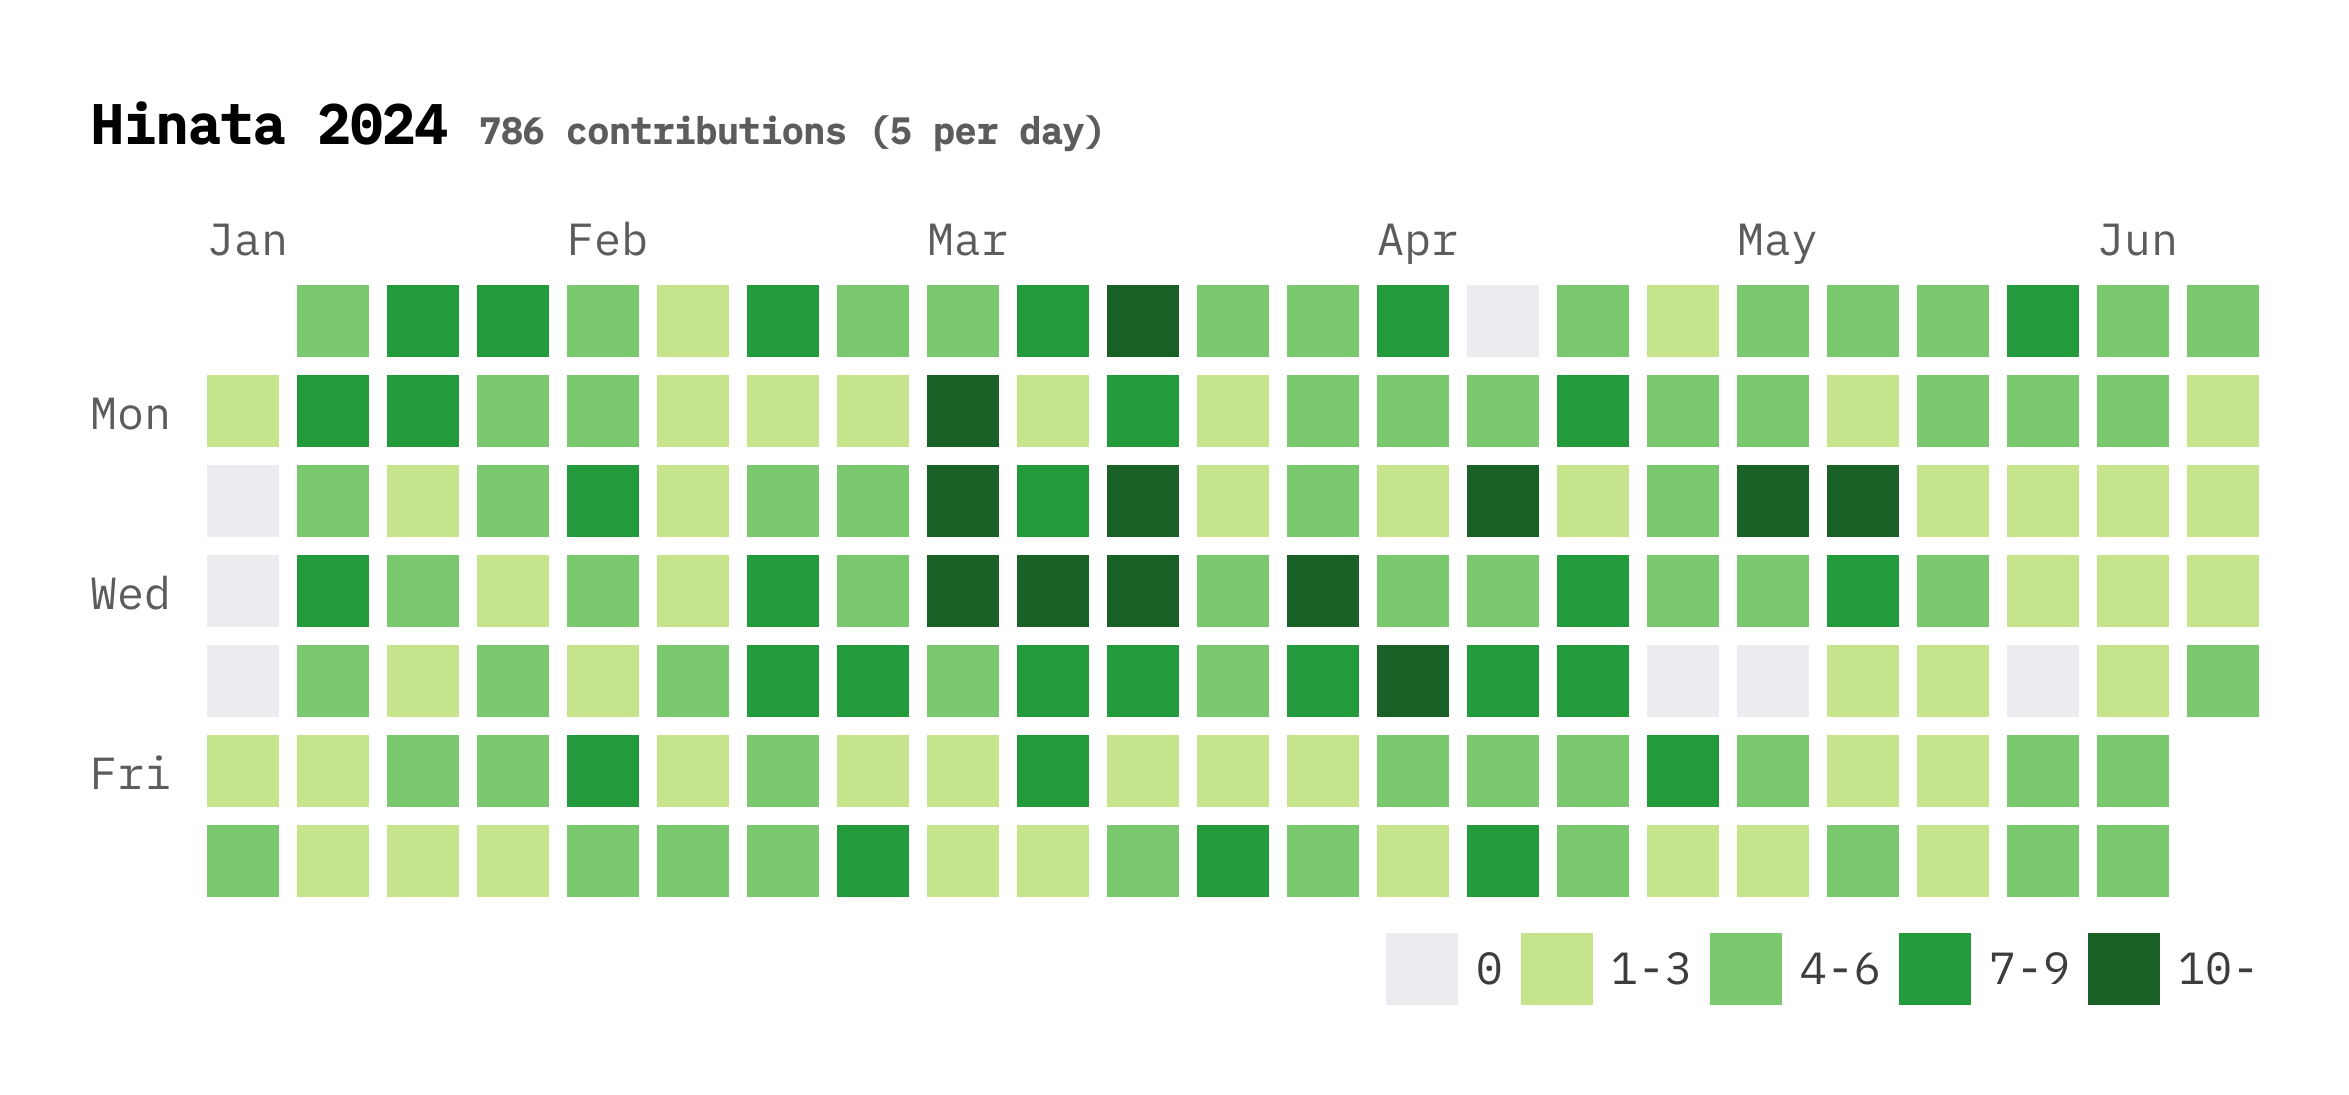 Hinata 2024 786 contributions (5 per day)
Jan Feb Mar Apr May Jun
Mon
Wed
Fri
0 1-3 4-6 7-9 10-